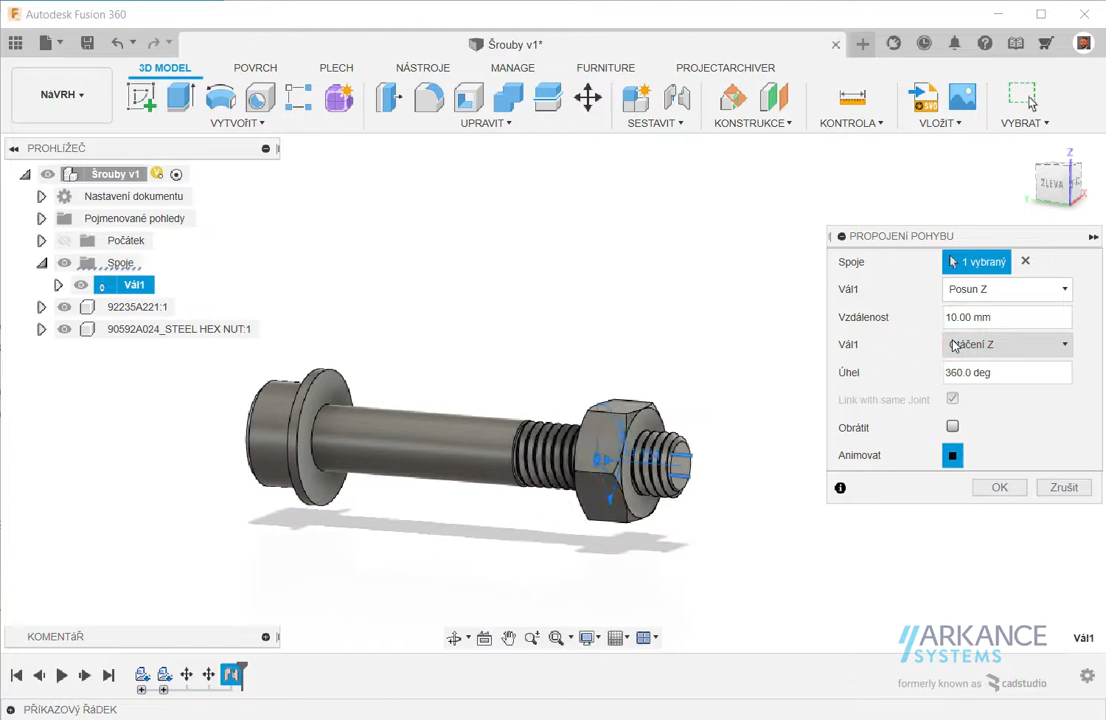 Autodesk Fusion 360
Šrouby v1*
3D MODEL POVRCH PLECH NÁSTROJE MANAGE FURNITURE PROJECTARCHIVER
NáVRH
SVG
VYTVOŘIT UPRAVIT SESTAVIT KONSTRUKCE KONTROLA VLOŽIT VYBRAT
PROHLÍŽEČ
Šrouby v1
Nastavení dokumentu
Pojmenované pohledy
Počátek
Spoje
Vál1
92235A221:1
90592A024_STEEL HEX NUT:1
Z
ZLEVA
X
Y
PROPOJENí POHYBU
Spoje 1 vybraný
Vál1 Posun Z
Vzdálenost 10.00 mm
Vál1 Otáčení Z
Úhel 360.0 deg
Link with same Joint
Obrátit
Animovat
OK Zrušit
KOMENTÁŘ
ARKANCE
SYSTEMS
formerly known as cadstudio
Vál1
PŘÍKAZOVÝ ŘáDEK